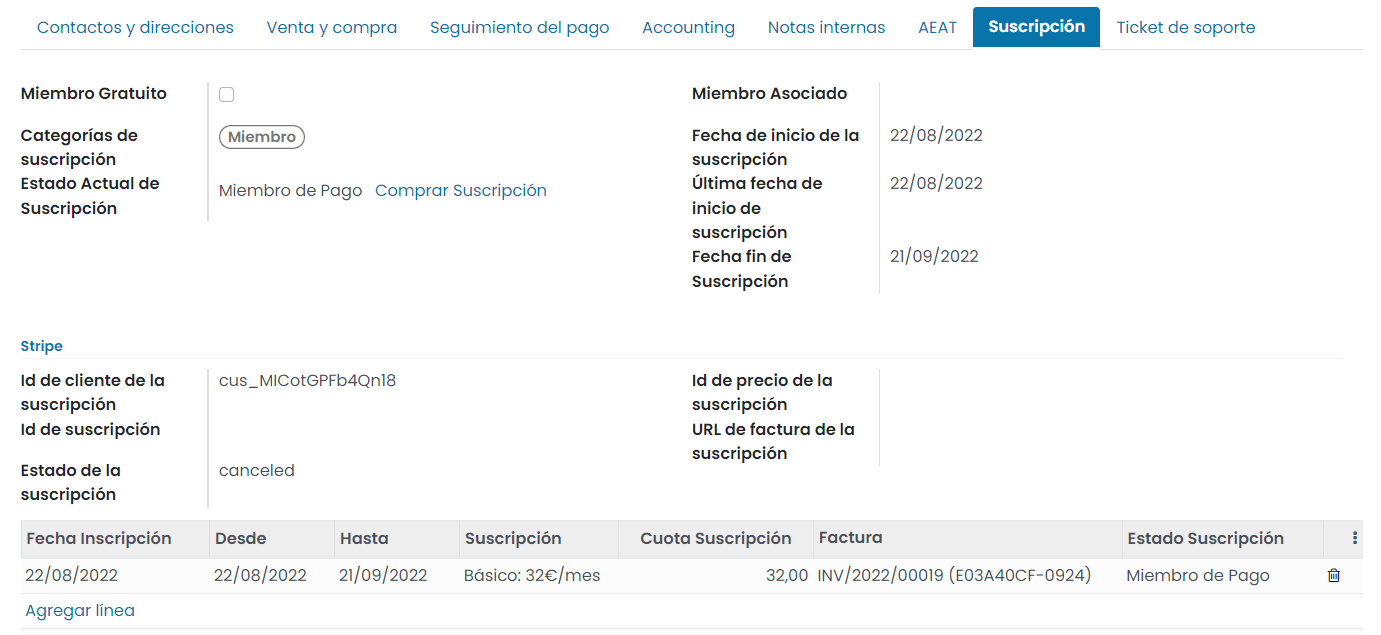 Contactos y direcciones Venta y compra Seguimiento del pago Accounting Notas internas AEAT Suscripción Ticket de soporte
Miembro Gratuito
Categorías de
suscripción
Miembro
Estado Actual de
Suscripción
Miembro de Pago Comprar Suscripción
Miembro Asociado
Fecha de inicio de la
suscripción
22/08/2022
Última fecha de
inicio de
suscripción
22/08/2022
Fecha fin de
Suscripción
21/09/2022
Stripe
Id de cliente de la
suscripción
cus_MICotGPFb4Qn18
Id de suscripción
Estado de la
suscripción
canceled
Id de precio de la
suscripción
URL de factura de la
suscripción
Fecha Inscripción Desde Hasta Suscripción Cuota Suscripción Factura Estado Suscripción
22/08/2022 22/08/2022 21/09/2022 Básico: 32€/mes 32,00 INV/2022/00019 (E03A40CF-0924) Miembro de Pago
Agregar línea